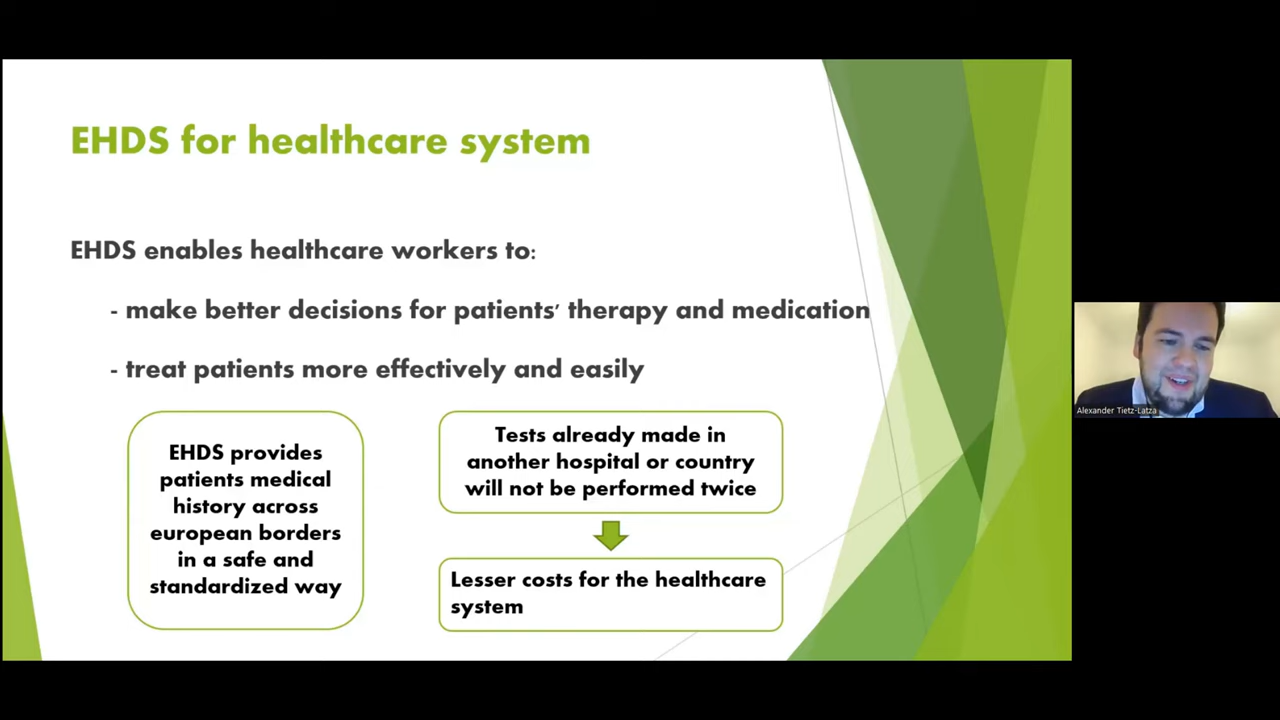 EHDS for healthcare system
EHDS enables healthcare workers to:
- make better decisions for patients' therapy and medication
- treat patients more effectively and easily
EHDS provides
patients medical
history across
european borders
in a safe and
standardized way
Tests already made in
another hospital or country
will not be performed twice
Lesser costs for the healthcare
system
Alexander Tietz-Latza